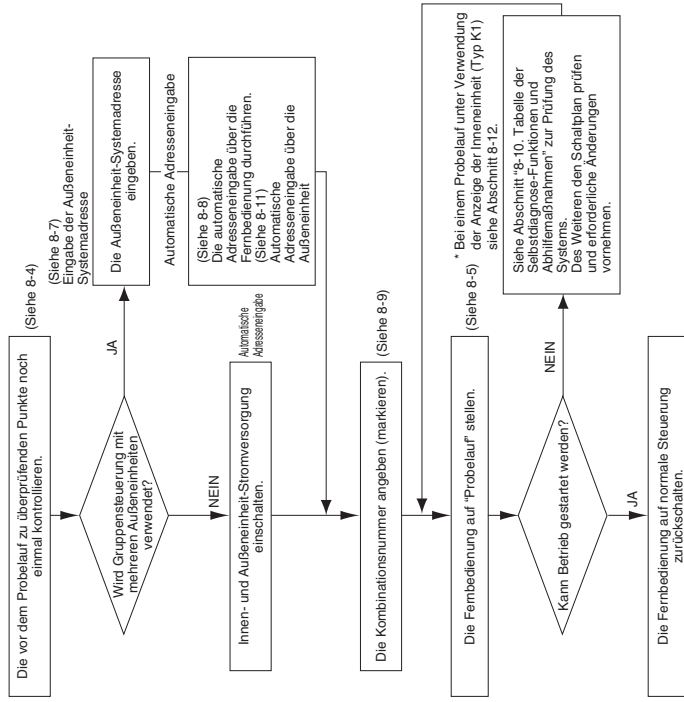 Die vor dem Probelauf zu überprüfenden Punkte noch
einmal kontrollieren.
(Siehe 8-4)
Wird Gruppensteuerung mit
mehreren Außeneinheiten
verwendet?
JA
(Siehe 8-7)
Eingabe der Außeneinheit-
Systemadresse
Die Außeneinheit-Systemadresse
eingeben.
Automatische Adresseneingabe
(Siehe 8-8)
Die automatische
Adresseneingabe über die
Fernbedienung durchführen.
(Siehe 8-11)
Automatische
Adresseneingabe über die
Außeneinheit
NEIN
Innen- und Außeneinheit-Stromversorgung
einschalten.
Automatische
Adresseneingabe
Die Kombinationsnummer angeben (markieren).
(Siehe 8-9)
Die Fernbedienung auf "Probelauf" stellen.
(Siehe 8-5)
* Bei einem Probelauf unter Verwendung
der Anzeige der Inneneinheit (Typ K1)
siehe Abschnitt 8-12.
Kann Betrieb gestartet werden?
NEIN
Siehe Abschnitt "8-10. Tabelle der
Selbstdiagnose-Funktionen und
Abhilfemaßnahmen" zur Prüfung des
Systems.
Des Weiteren den Schaltplan prüfen
und erforderliche Änderungen
vornehmen.
JA
Die Fernbedienung auf normale Steuerung
zurückschalten.